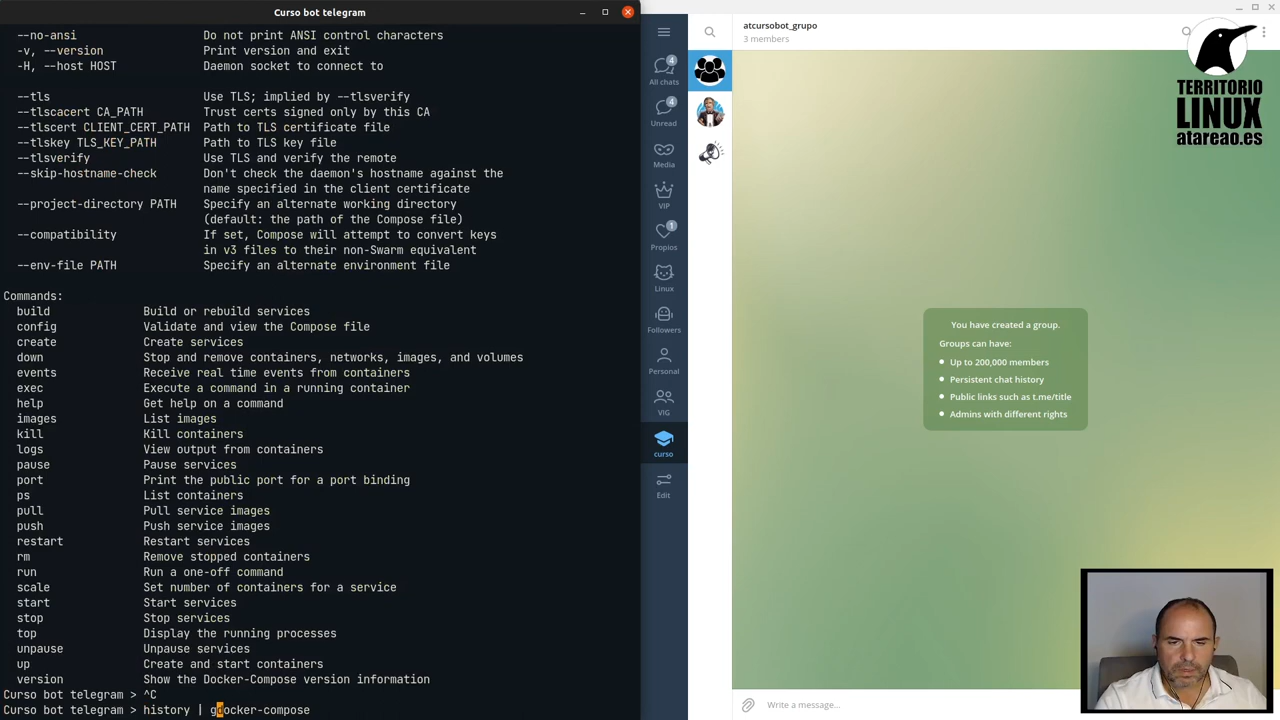 Curso bot telegram
--no-ansi Do not print ANSI control characters
-v, --version Print version and exit
-H, --host HOST Daemon socket to connect to
--tls Use TLS; implied by --tlsverify
--tlscacert CA_PATH Trust certs signed only by this CA
--tlscert CLIENT_CERT_PATH Path to TLS certificate file
--tlskey TLS_KEY_PATH Path to TLS key file
--tlsverify Use TLS and verify the remote
--skip-hostname-check Don't check the daemon's hostname against the
name specified in the client certificate
--project-directory PATH Specify an alternate working directory
(default: the path of the Compose file)
--compatibility If set, Compose will attempt to convert keys
in v3 files to their non-Swarm equivalent
--env-file PATH Specify an alternate environment file
Commands:
build Build or rebuild services
config Validate and view the Compose file
create Create services
down Stop and remove containers, networks, images, and volumes
events Receive real time events from containers
exec Execute a command in a running container
help Get help on a command
images List images
kill Kill containers
logs View output from containers
pause Pause services
port Print the public port for a port binding
ps List containers
pull Pull service images
push Push service images
restart Restart services
rm Remove stopped containers
run Run a one-off command
scale Set number of containers for a service
start Start services
stop Stop services
top Display the running processes
unpause Unpause services
up Create and start containers
version Show the Docker-Compose version information
Curso bot telegram > ^C
Curso bot telegram > history | gdocker-compose
4
All chats
4
Unread
Media
VIP
1
Propios
Linux
Followers
Personal
VIG
curso
Edit
atcursobot_grupo
3 members
You have created a group.
Groups can have:
Up to 200,000 members
Persistent chat history
Public links such as t.me/title
Admins with different rights
Write a message...
TERRITORIO
LINUX
atareao.es